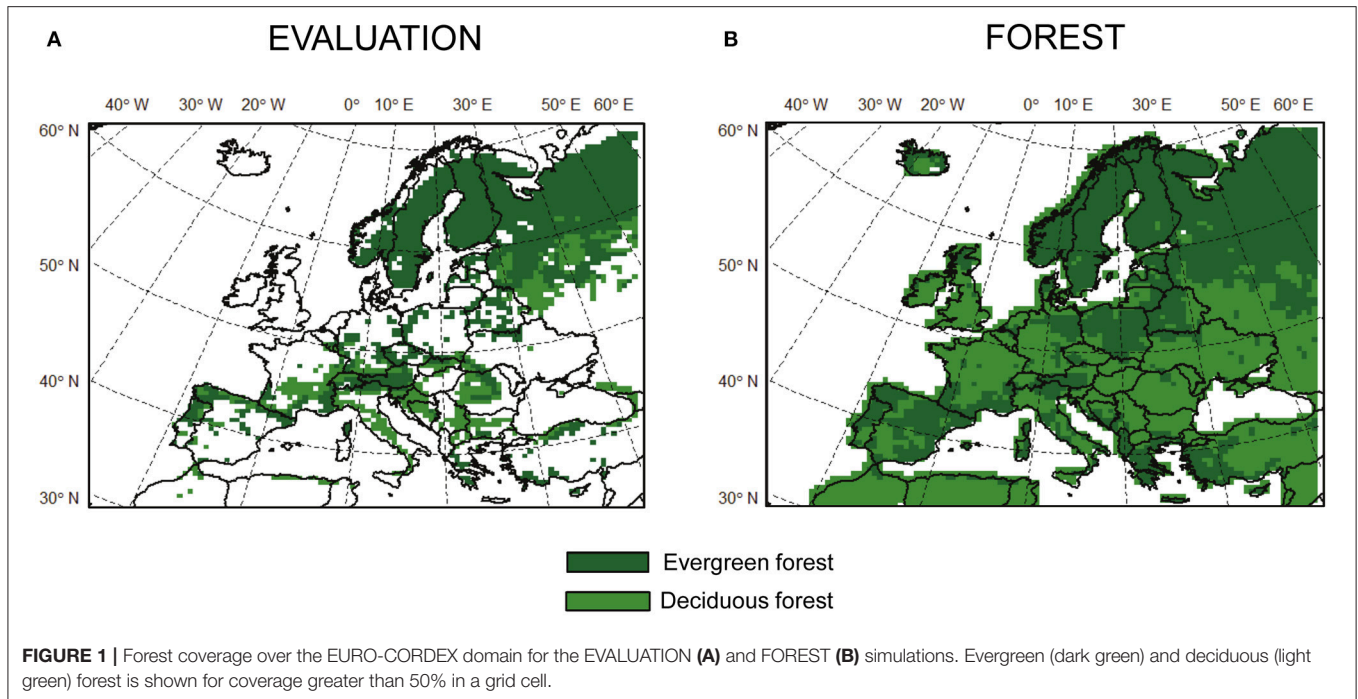 A
EVALUATION
B
FOREST
40° W 30° W 20° W 0° 10° E 30° E 50° E 60° E
60° N
50° N
40° N
30° N
40° W 30° W 20° W 0° 10° E 30° E 50° E 60° E
60° N
50° N
40° N
30° N
Evergreen forest
Deciduous forest
FIGURE 1 | Forest coverage over the EURO-CORDEX domain for the EVALUATION (A) and FOREST (B) simulations. Evergreen (dark green) and deciduous (light
green) forest is shown for coverage greater than 50% in a grid cell.